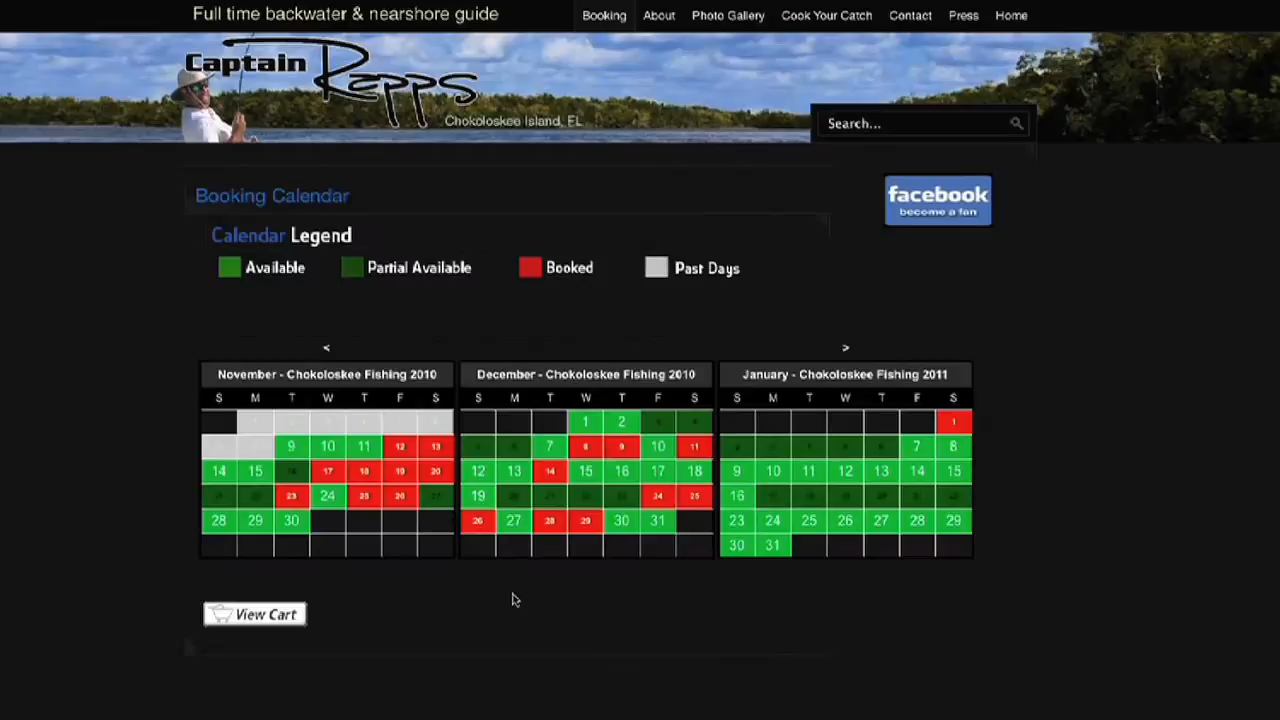 Full time backwater & nearshore guide
Booking About Photo Gallery Cook Your Catch Contact Press Home
Captain Rapps
Chokoloskee Island, FL
Search...
facebook
become a fan
Booking Calendar
Calendar Legend
Available Partial Available Booked Past Days
< >
November - Chokoloskee Fishing 2010
S M T W T F S
9 10 11 12 13
14 15 16 17 18 19 20
23 24 25 26 27
28 29 30
December - Chokoloskee Fishing 2010
S M T W T F S
1 2
7 8 9 10 11
12 13 14 15 16 17 18
19 24 25
26 27 28 29 30 31
January - Chokoloskee Fishing 2011
S M T W T F S
1
7 8
9 10 11 12 13 14 15
16
23 24 25 26 27 28 29
30 31
View Cart